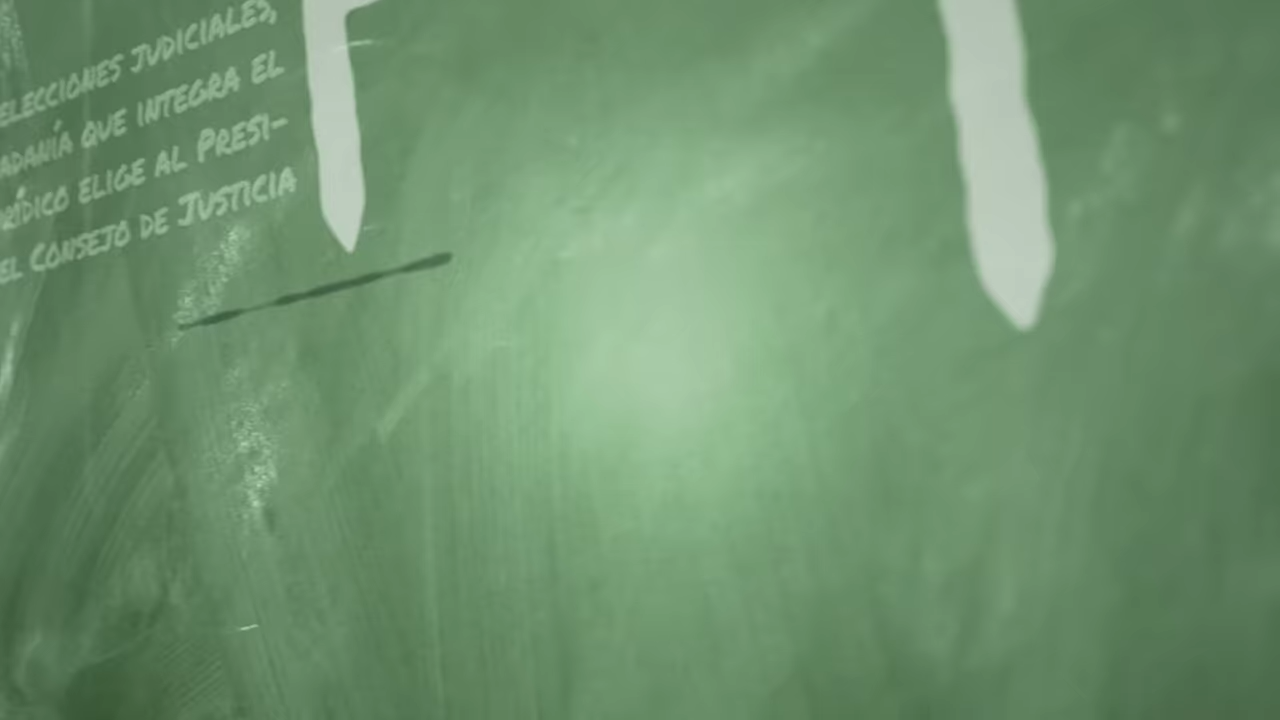 ELECCIONES JUDICIALES,
ADANÍA QUE INTEGRA EL
RÍDICO ELIGE AL PRESI-
EL CONSEJO DE JUSTICIA